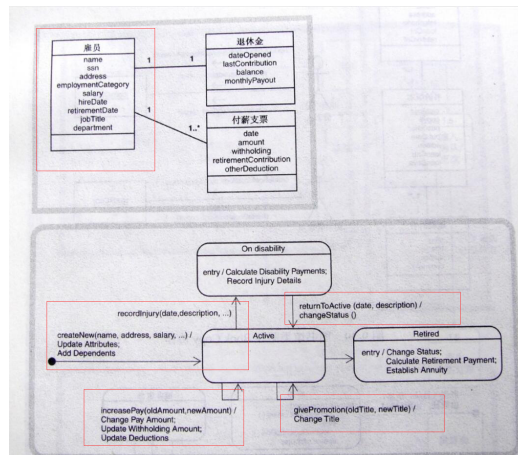 雇员
name
ssn
address
employmentCategory
salary
hireDate
retirementDate
jobTitle
department
1
1
退休金
dateOpened
lastContribution
balance
monthlyPayout
1
1..*
付薪支票
date
amount
withholding
retirementContribution
otherDeduction
On disability
entry / Calculate Disability Payments;
Record Injury Details
recordInjury(date,description, ...)
returnToActive (date, description) /
changeStatus ()
createNew(name, address, salary, ...) /
Update Attributes;
Add Dependents
Active
Retired
entry / Change Status;
Calculate Retirement Payment;
Establish Annuity
increasePay(oldAmount,newAmount) /
Change Pay Amount;
Update Withholding Amount;
Update Deductions
givePromotion(oldTitle, newTitle) /
Change Title